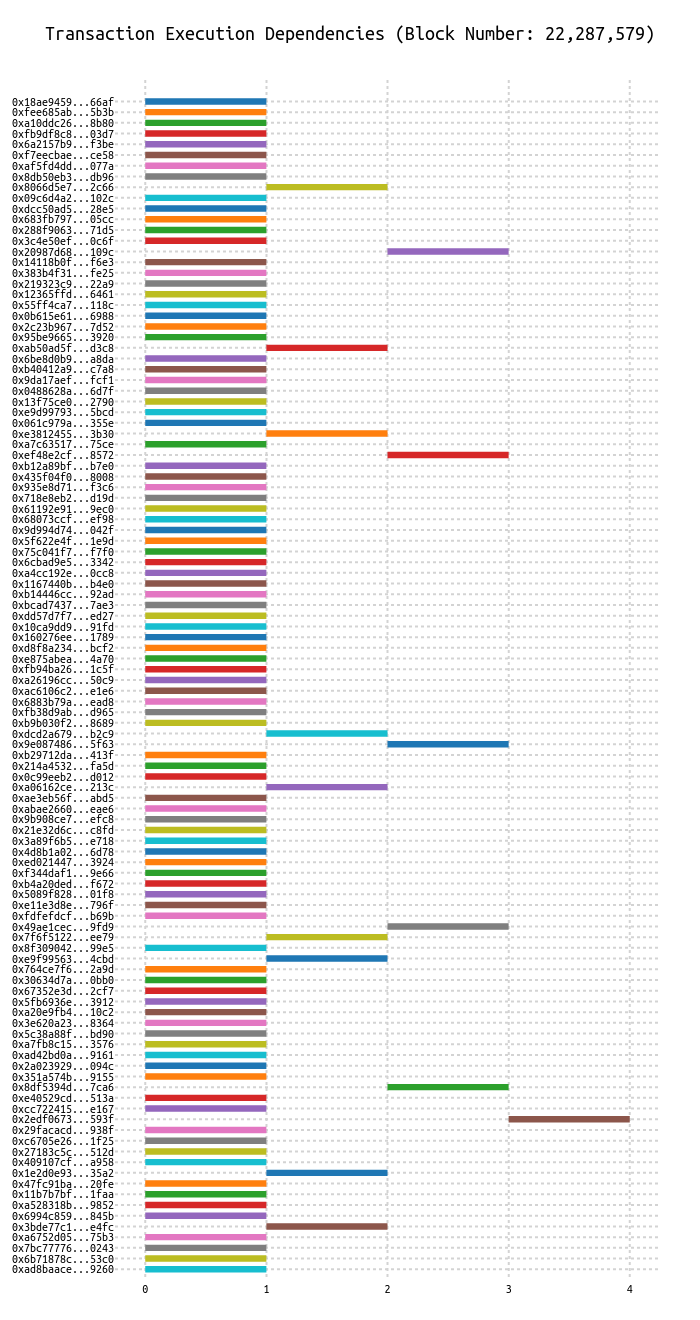 Transaction Execution Dependencies (Block Number: 22,287,579)
0x18ae9459...66af
0xfee685ab...5b3b
0xa10ddc26...8b80
0xfb9df8c8...03d7
0x6a2157b9...f3be
0xf7eecbae...ce58
0xaf5fd4dd...077a
0x8db50eb3...db96
0x8066d5e7...2c66
0x09c6d4a2...102c
0xdcc50ad5...28e5
0x683fb797...05cc
0x288f9063...71d5
0x3c4e50ef...0c6f
0x20987d68...109c
0x14118b0f...f6e3
0x383b4f31...fe25
0x219323c9...22a9
0x12365ffd...6461
0x55ff4ca7...118c
0x0b615e61...6988
0x2c23b967...7d52
0x95be9665...3920
0xab50ad5f...d3c8
0x6be8d0b9...a8da
0xb40412a9...c7a8
0x9da17aef...fcf1
0x0488628a...6d7f
0x13f75ce0...2790
0xe9d99793...5bcd
0x061c979a...355e
0xe3812455...3b30
0xa7c63517...75ce
0xef48e2cf...8572
0xb12a89bf...b7e0
0x435f04f0...8008
0x935e8d71...f3c6
0x718e8eb2...d19d
0x61192e91...9ec0
0x68073ccf...ef98
0x9d994d74...042f
0x5f622e4f...1e9d
0x75c041f7...f7f0
0x6cbad9e5...3342
0xa4cc192e...0cc8
0x1167440b...b4e0
0xb14446cc...92ad
0xbcad7437...7ae3
0xdd57d7f7...ed27
0x10ca9dd9...91fd
0x160276ee...1789
0xd8f8a234...bcf2
0xe875abea...4a70
0xfb94ba26...1c5f
0xa26196cc...50c9
0xac6106c2...e1e6
0x6883b79a...ead8
0xfb38d9ab...d965
0xb9b030f2...8689
0xdcd2a679...b2c9
0x9e087486...5f63
0xb29712da...413f
0x214a4532...fa5d
0x0c99eeb2...d012
0xa06162ce...213c
0xae3eb56f...abd5
0xabae2660...eae6
0x9b908ce7...efc8
0x21e32d6c...c8fd
0x3a89f6b5...e718
0x4d8b1a02...6d78
0xed021447...3924
0xf344daf1...9e66
0xb4a20ded...f672
0x5089f828...01f8
0xe11e3d8e...796f
0xfdfefdcf...b69b
0x49ae1cec...9fd9
0x7f6f5122...ee79
0x8f309042...99e5
0xe9f99563...4cbd
0x764ce7f6...2a9d
0x30634d7a...0bb0
0x67352e3d...2cf7
0x5fb6936e...3912
0xa20e9fb4...10c2
0x3e620a23...8364
0x5c38a88f...bd90
0xa7fb8c15...3576
0xad42bd0a...9161
0x2a023929...094c
0x351a574b...9155
0x8df5394d...7ca6
0xe40529cd...513a
0xcc722415...e167
0x2edf0673...593f
0x29facacd...938f
0xc6705e26...1f25
0x27183c5c...512d
0x409107cf...a958
0x1e2d0e93...35a2
0x47fc91ba...20fe
0x11b7b7bf...1faa
0xa528318b...9852
0x6994c859...845b
0x3bde77c1...e4fc
0xa6752d05...75b3
0x7bc77776...0243
0x6b71878c...53c0
0xad8baace...9260
0 1 2 3 4